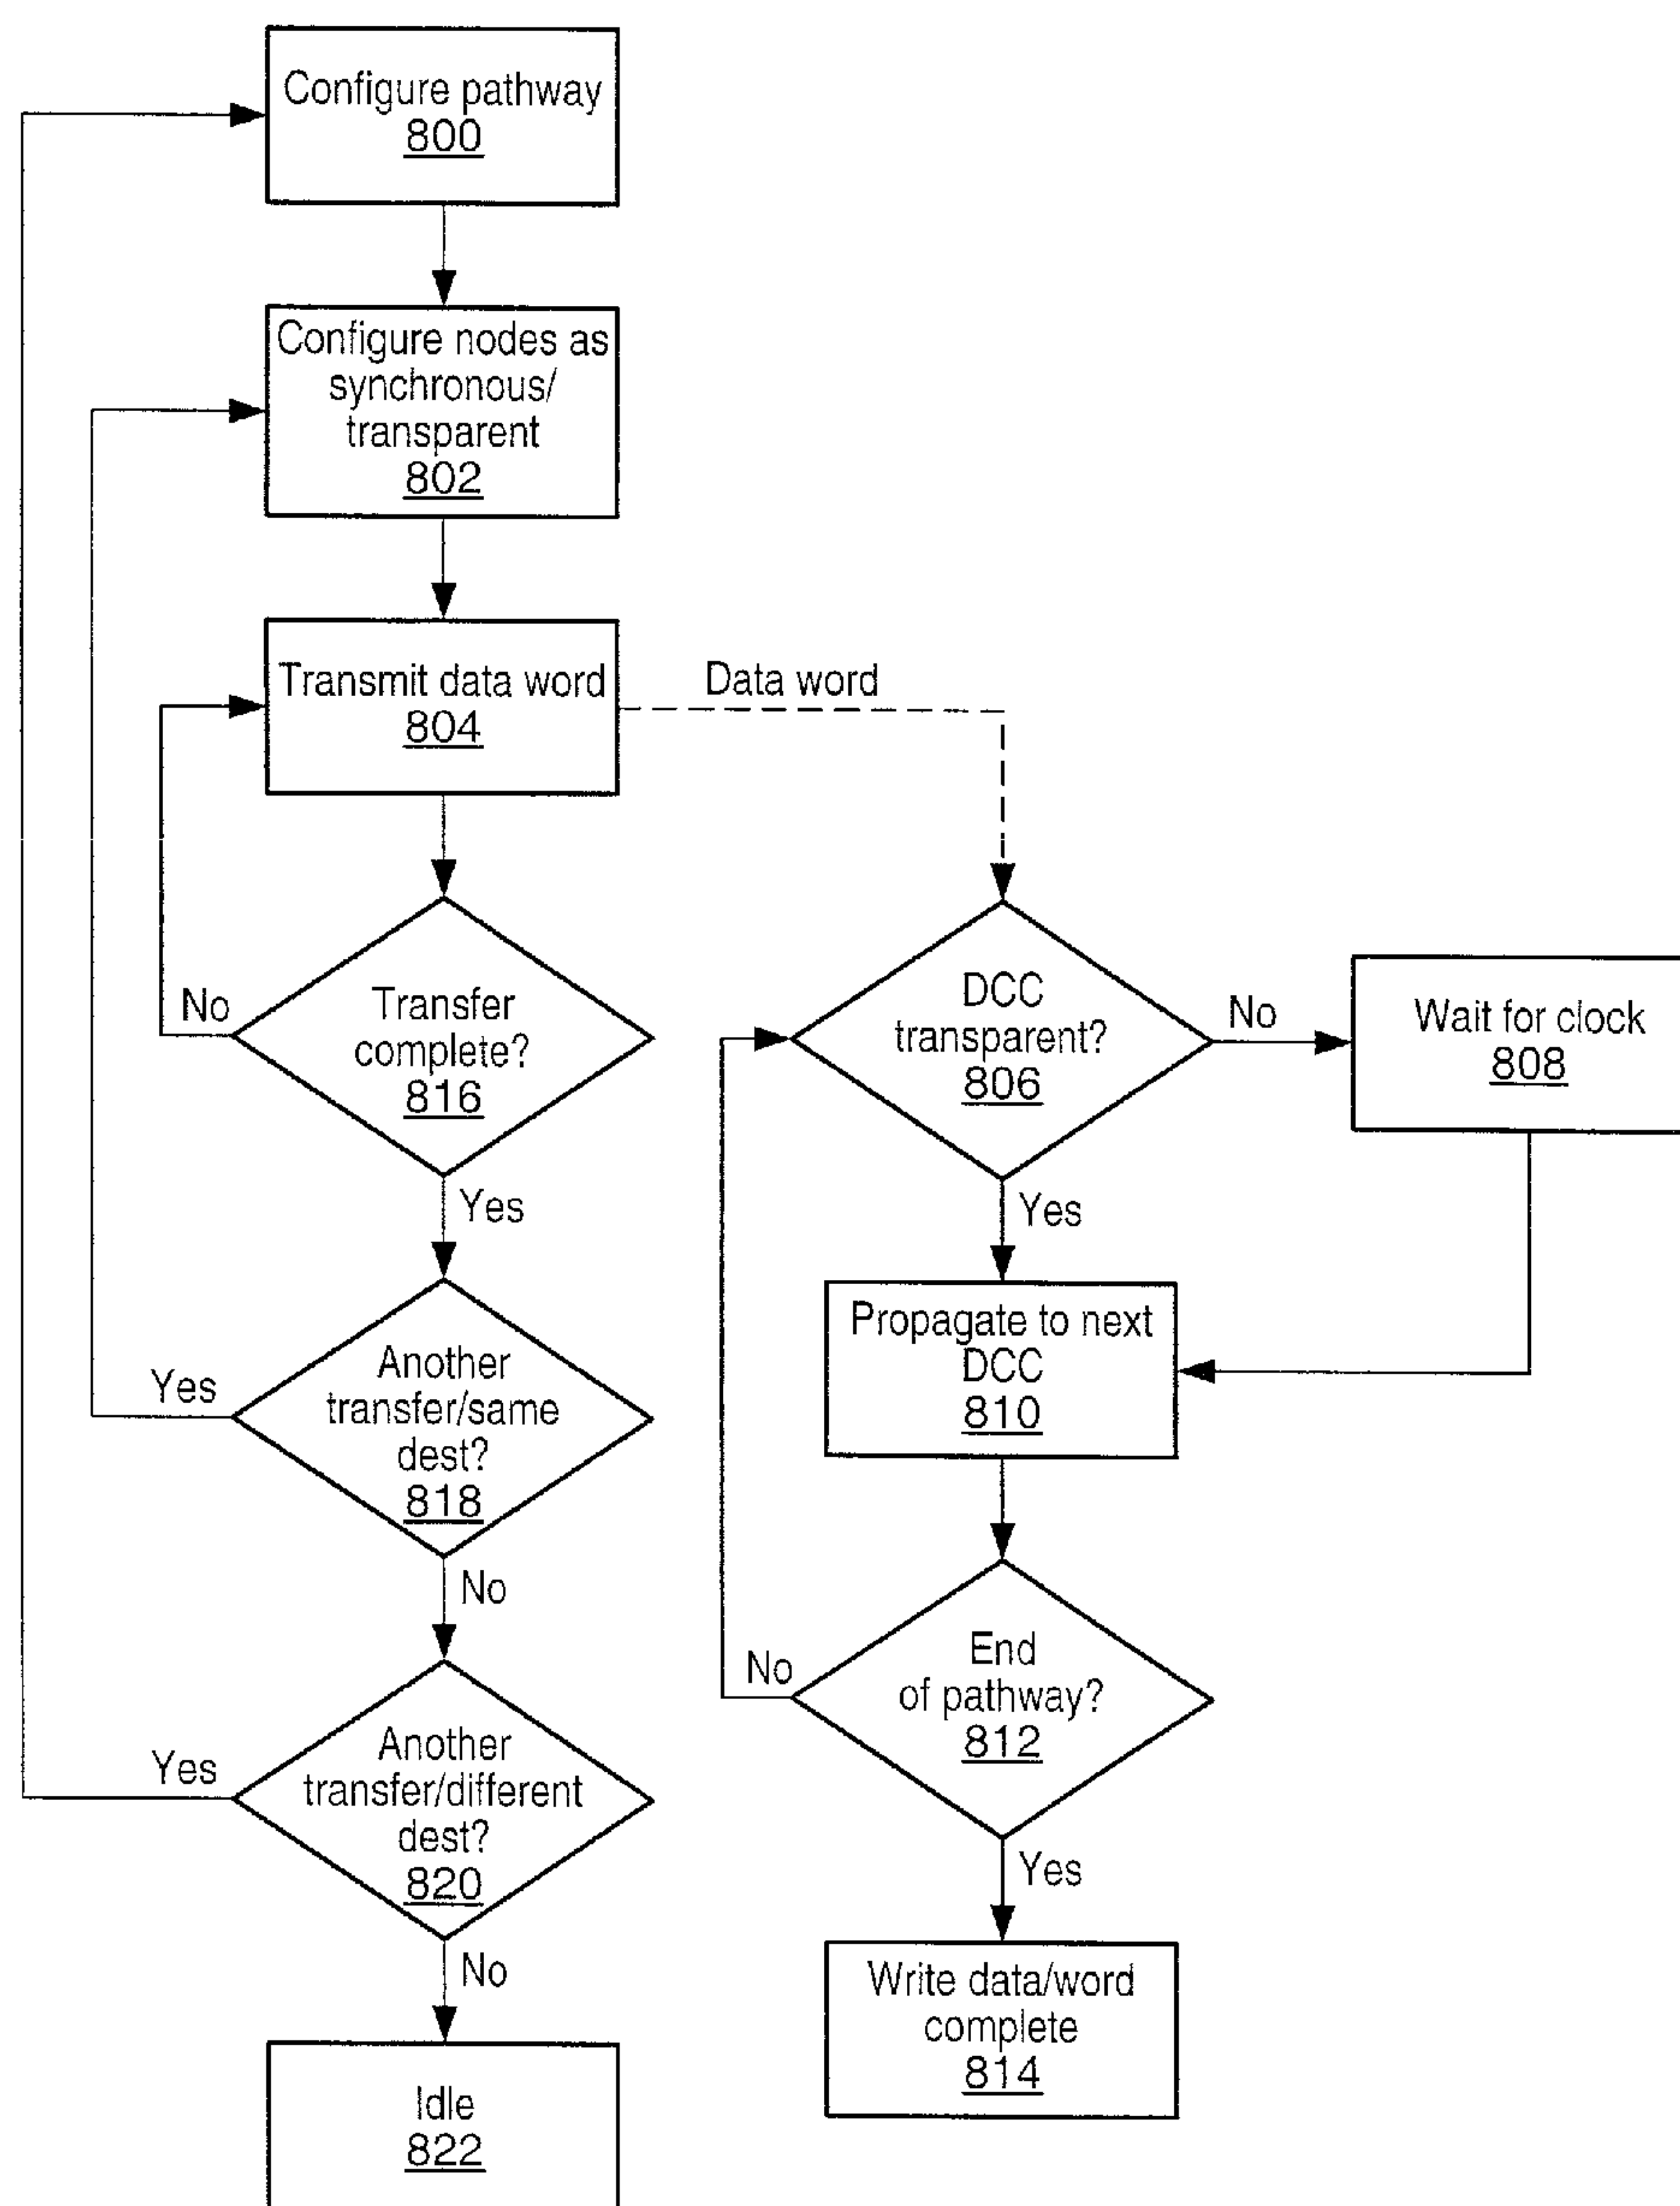 Configure pathway
800
Configure nodes as
synchronous/
transparent
802
Transmit data word
804
Data word
Transfer
complete?
816
No
Yes
Another
transfer/same
dest?
818
Yes
No
Another
transfer/different
dest?
820
Yes
No
Idle
822
DCC
transparent?
806
No
Wait for clock
808
Yes
Propagate to next
DCC
810
End
of pathway?
812
No
Yes
Write data/word
complete
814